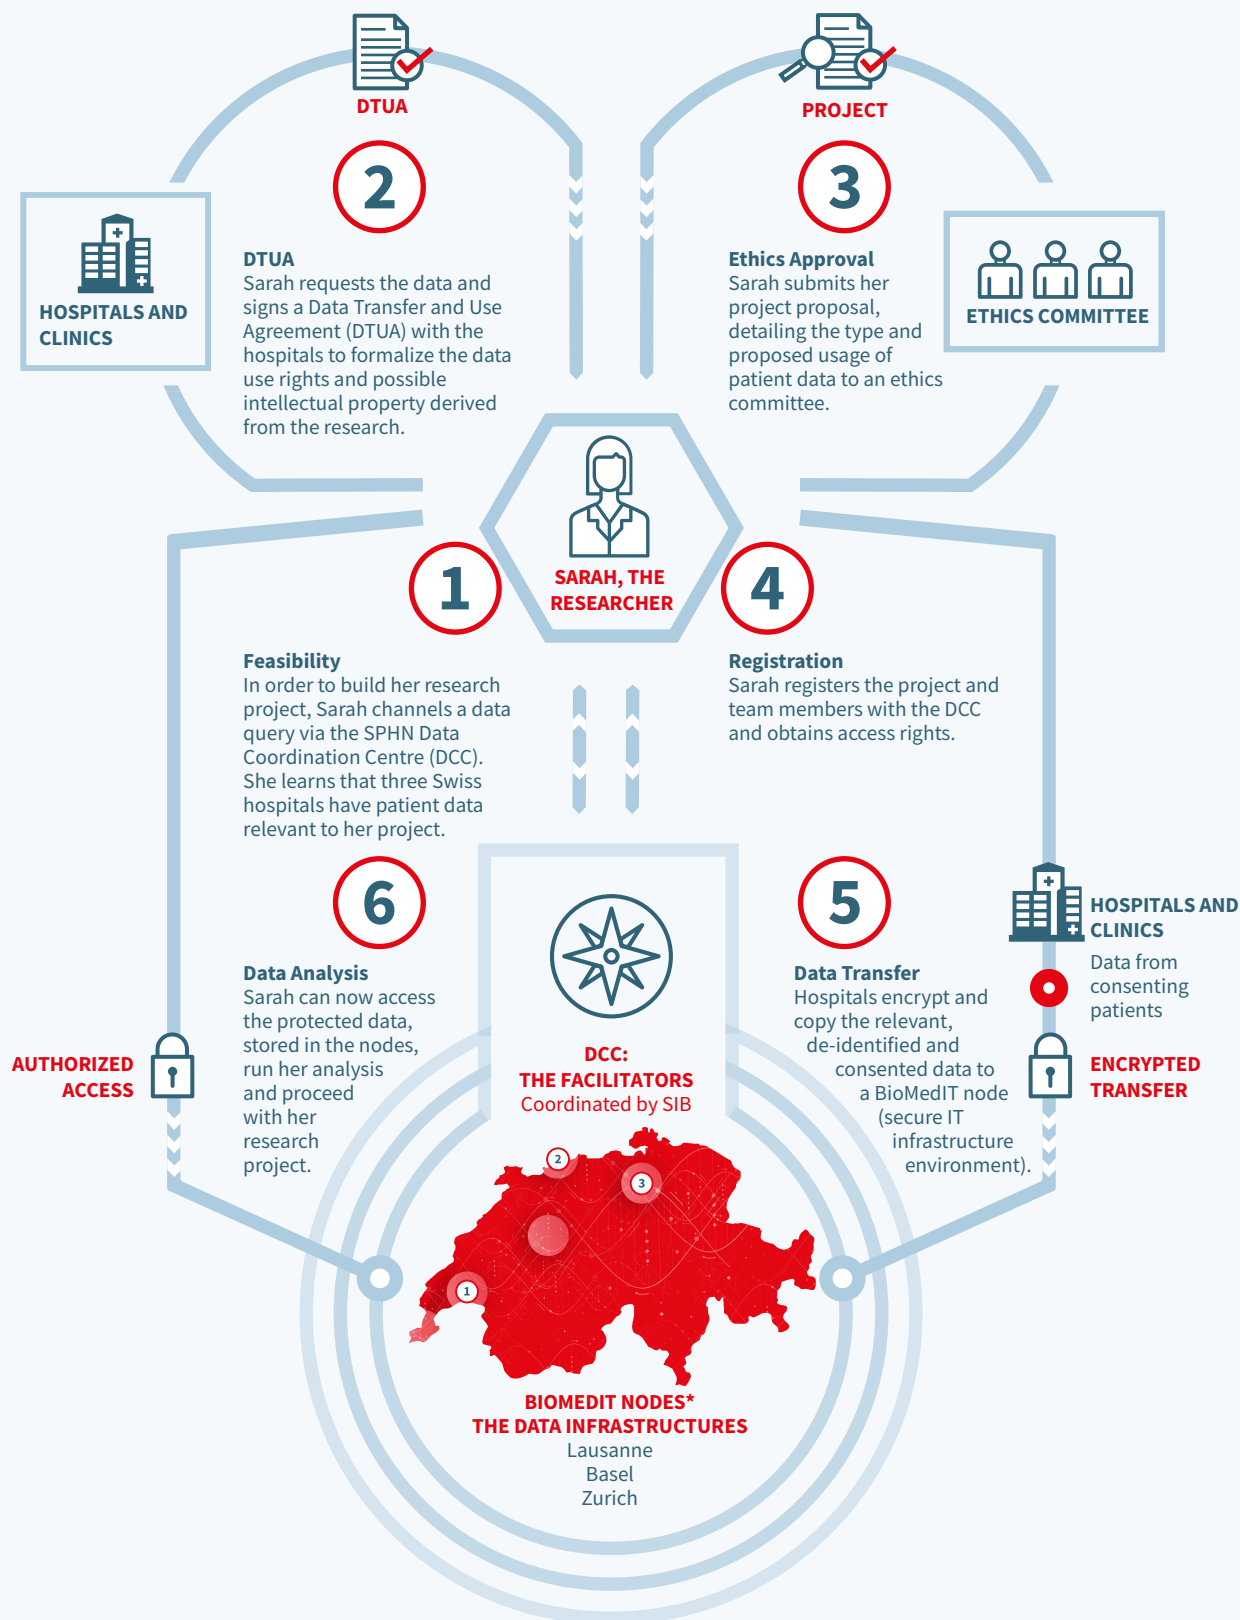 DTUA
PROJECT
2
3
HOSPITALS AND
CLINICS
DTUA
Sarah requests the data and
signs a Data Transfer and Use
Agreement (DTUA) with the
hospitals to formalize the data
use rights and possible
intellectual property derived
from the research.
Ethics Approval
Sarah submits her
project proposal,
detailing the type and
proposed usage of
patient data to an ethics
committee.
ETHICS COMMITTEE
SARAH, THE
RESEARCHER
1
4
Feasibility
In order to build her research
project, Sarah channels a data
query via the SPHN Data
Coordination Centre (DCC).
She learns that three Swiss
hospitals have patient data
relevant to her project.
Registration
Sarah registers the project and
team members with the DCC
and obtains access rights.
6
5
HOSPITALS AND
CLINICS
Data from
consenting
patients
Data Analysis
Sarah can now access
the protected data,
stored in the nodes,
run her analysis
and proceed
with her
research
project.
Data Transfer
Hospitals encrypt and
copy the relevant,
de-identified and
consented data to
a BioMedIT node
(secure IT
infrastructure
environment).
AUTHORIZED
ACCESS
ENCRYPTED
TRANSFER
DCC:
THE FACILITATORS
Coordinated by SIB
2
3
1
BIOMEDIT NODES*
THE DATA INFRASTRUCTURES
Lausanne
Basel
Zurich